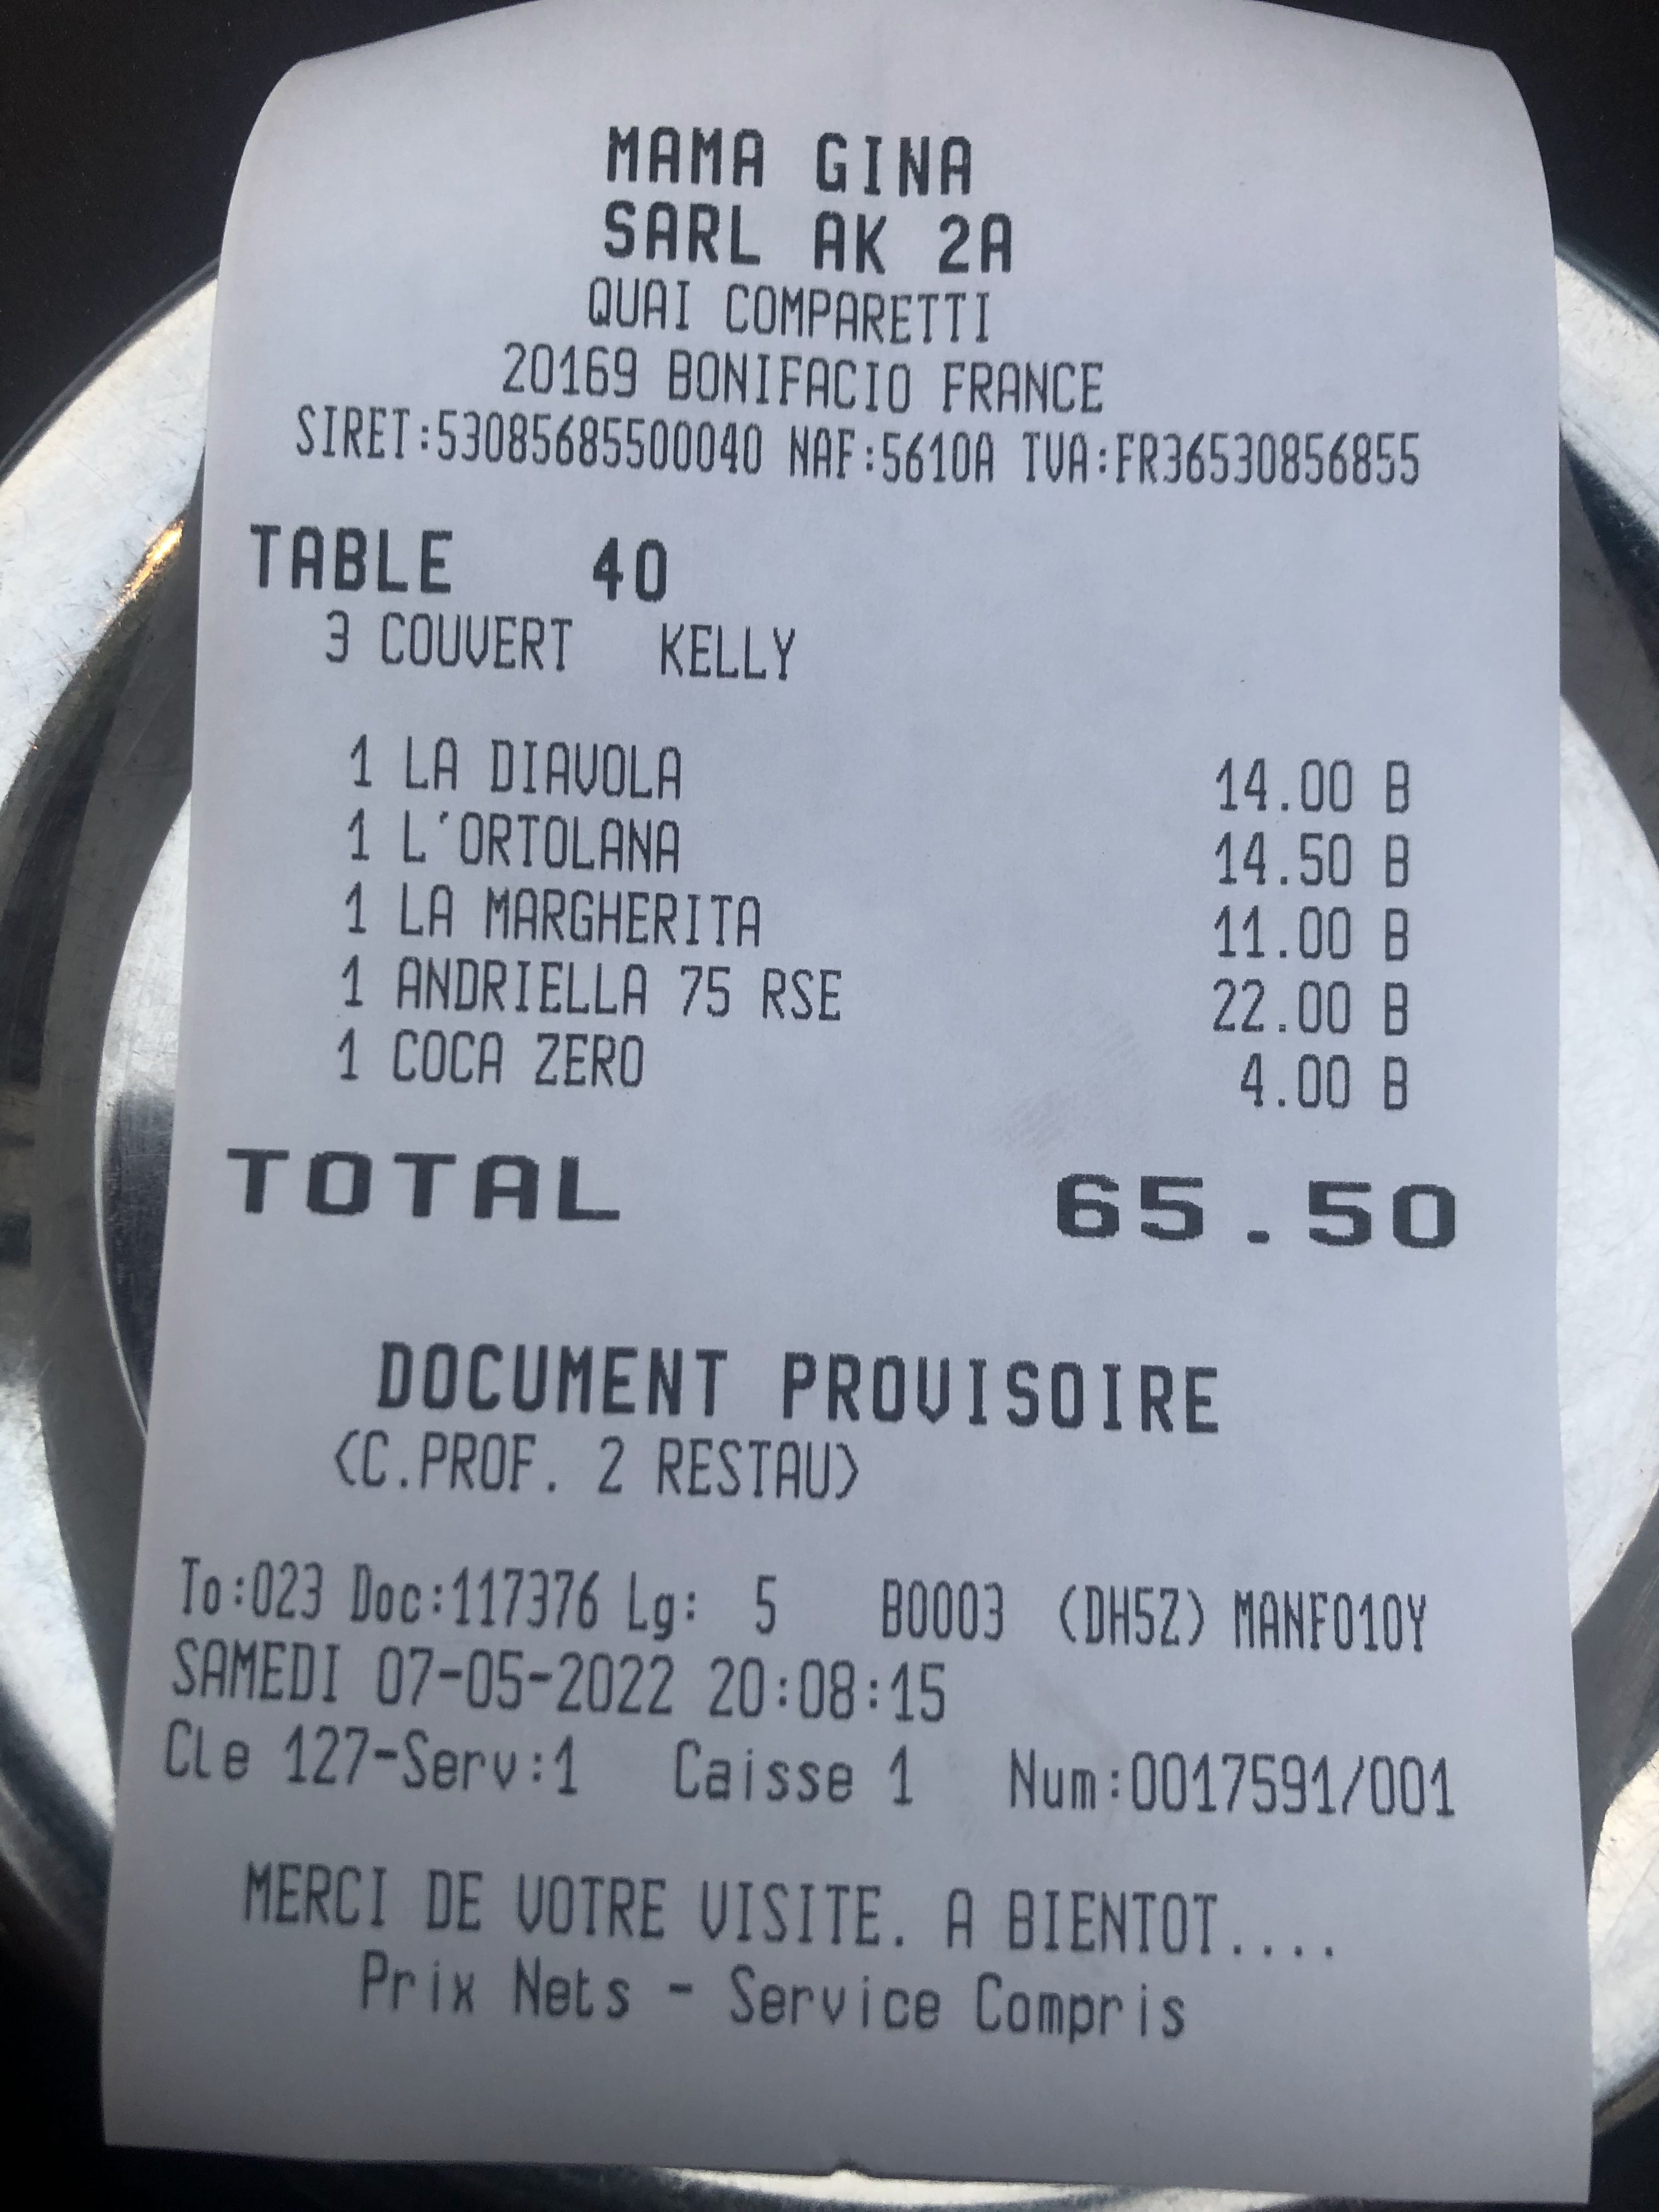 MAMA GINA
SARL AK 2A
QUAI COMPARETTI
20169 BONIFACIO FRANCE
SIRET:53085685500040 NAF:5610A TVA:FR36530856855
TABLE 40
3 COUVERT KELLY
1 LA DIAVOLA 14.00 B
1 L'ORTOLANA 14.50 B
1 LA MARGHERITA 11.00 B
1 ANDRIELLA 75 RSE 22.00 B
1 COCA ZERO 4.00 B
TOTAL 65.50
DOCUMENT PROVISOIRE
<C.PROF. 2 RESTAU>
To:023 Doc:117376 Lg: 5 B0003 (DH5Z) MANF010Y
SAMEDI 07-05-2022 20:08:15
Cle 127-Serv:1 Caisse 1 Num:0017591/001
MERCI DE VOTRE VISITE. A BIENTOT....
Prix Nets - Service Compris